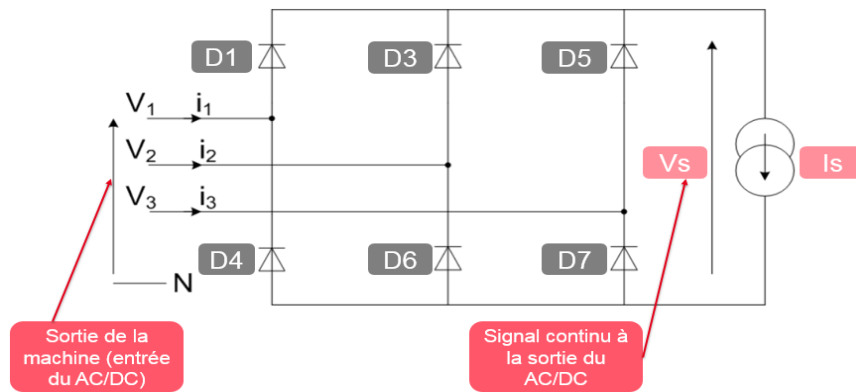 D1
D3
D5
V1
i1
V2
i2
Vs
Is
V3
i3
D4
D6
D7
N
Sortie de la
machine (entrée
du AC/DC)
Signal continu à
la sortie du
AC/DC